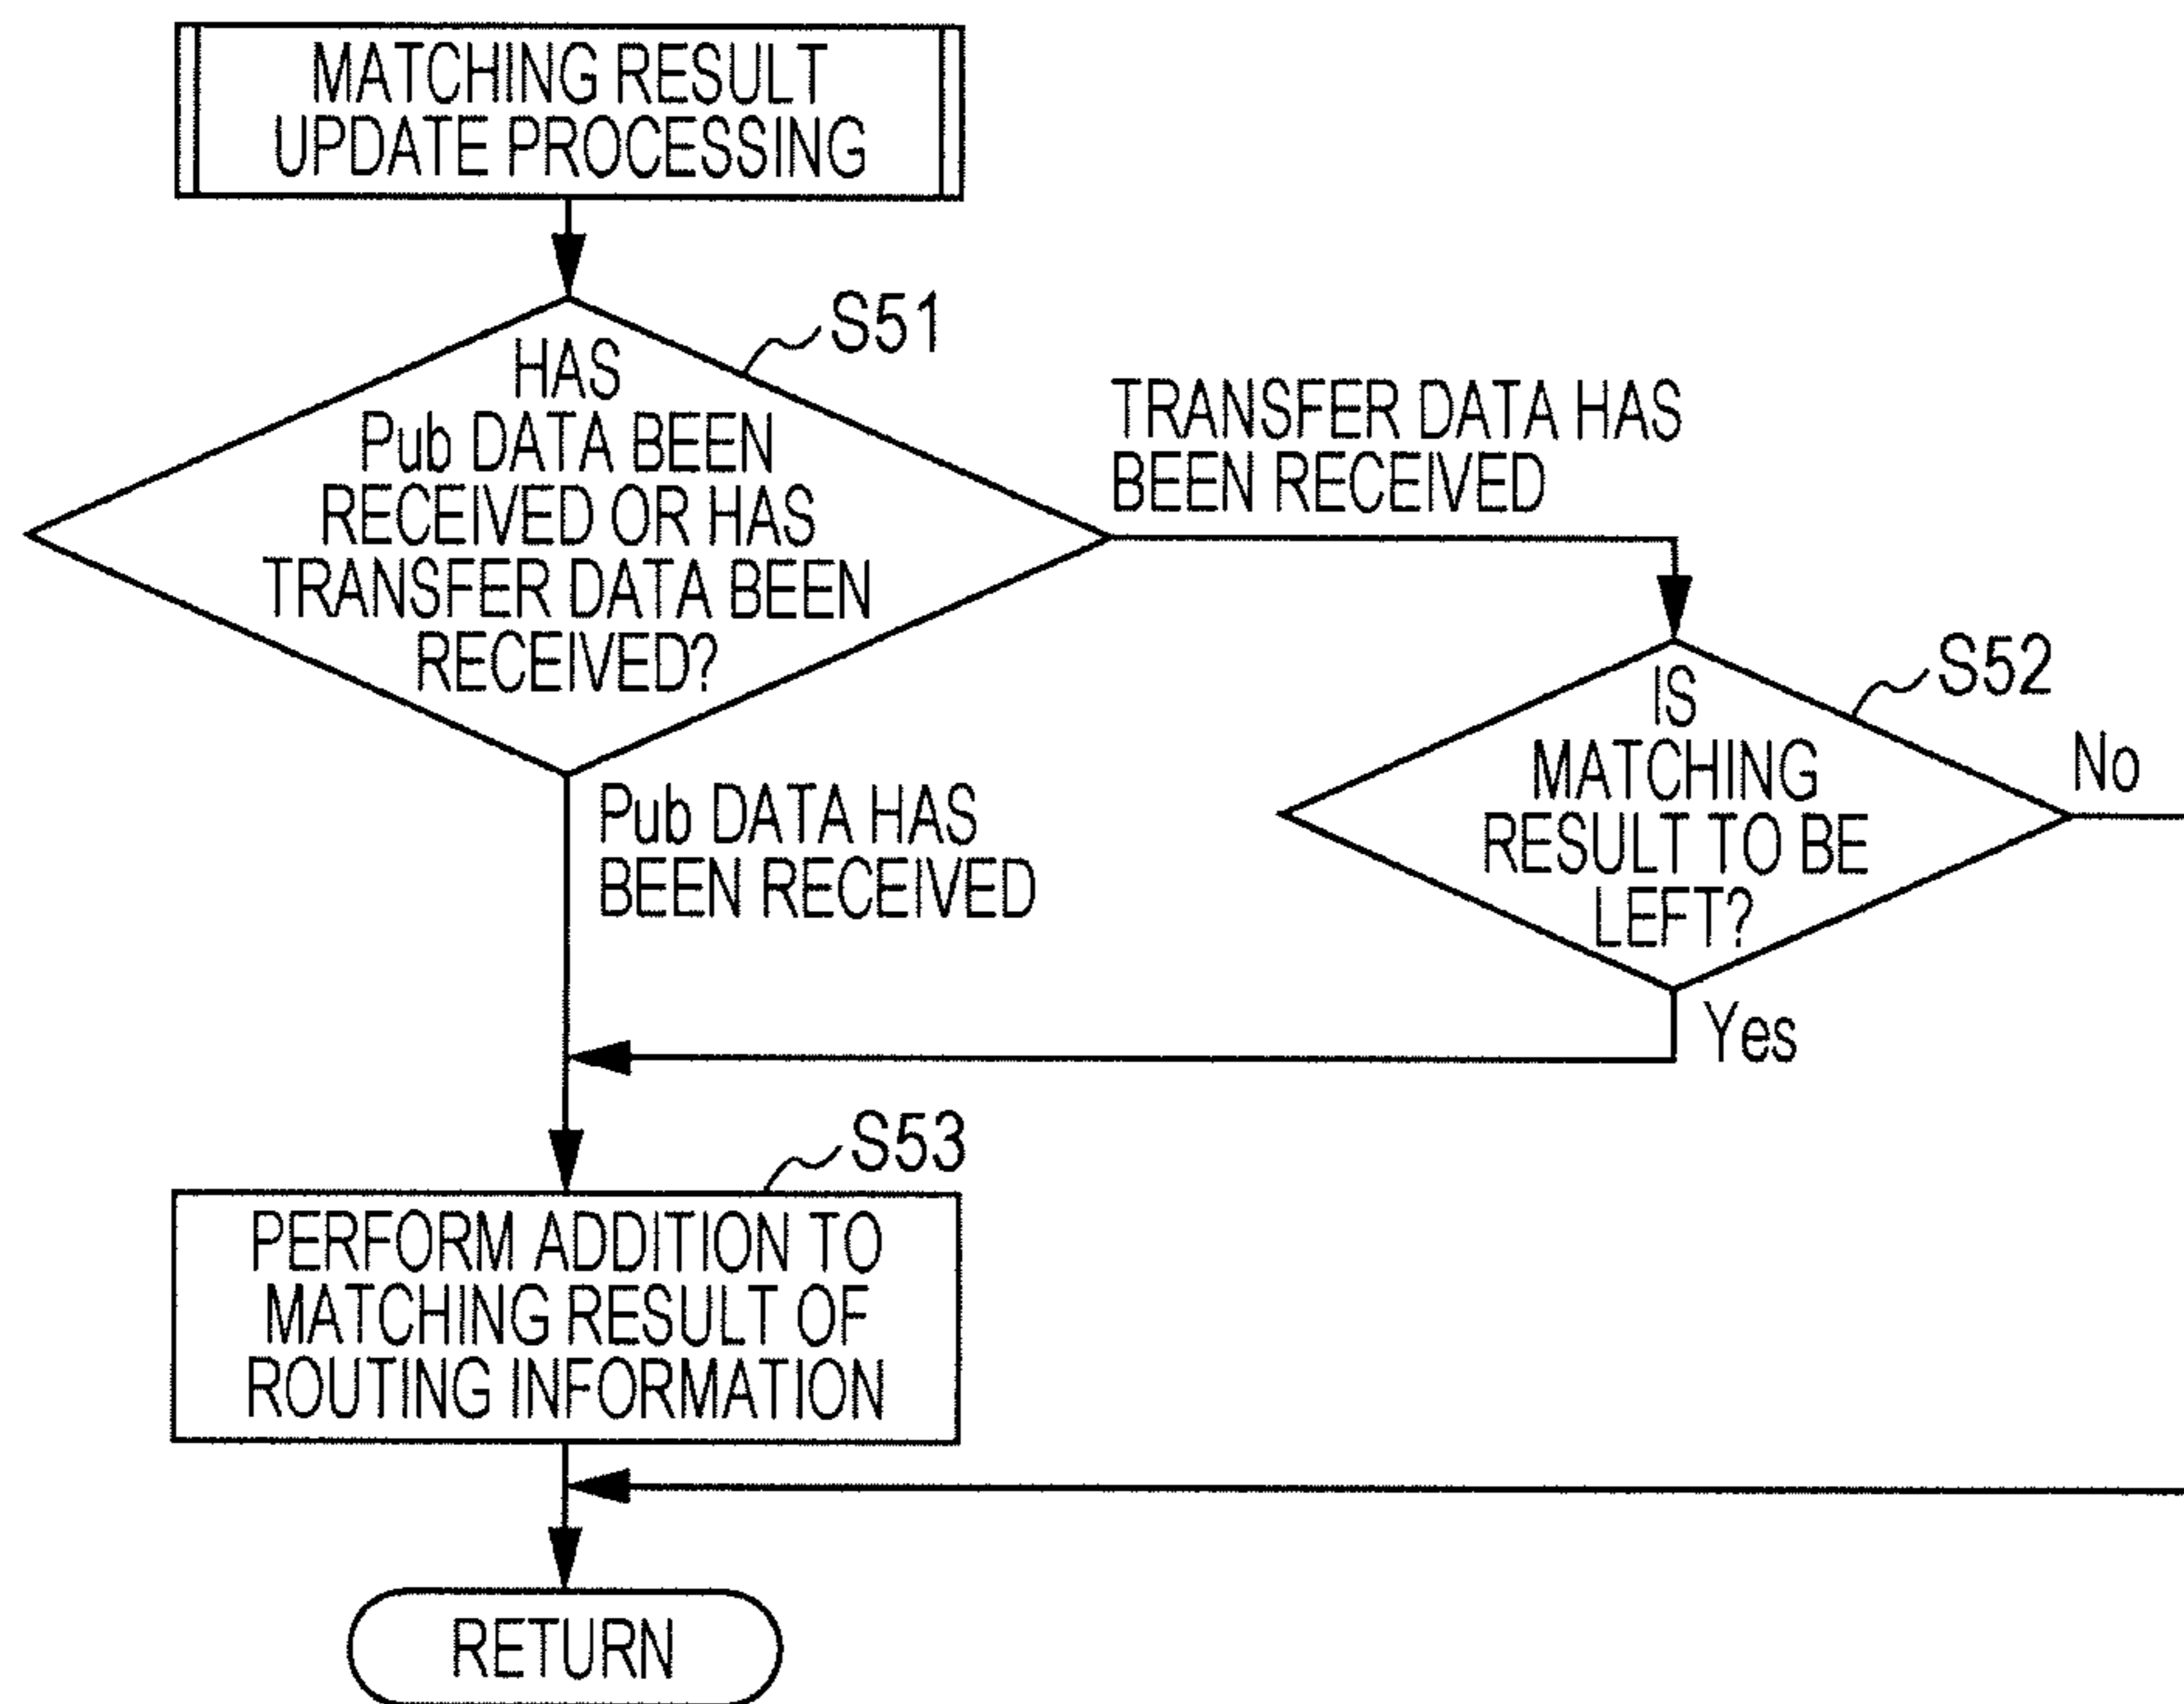 MATCHING RESULT
UPDATE PROCESSING
S51
HAS
Pub DATA BEEN
RECEIVED OR HAS
TRANSFER DATA BEEN
RECEIVED?
TRANSFER DATA HAS
BEEN RECEIVED
S52
IS
MATCHING
RESULT TO BE
LEFT?
No
Pub DATA HAS
BEEN RECEIVED
Yes
S53
PERFORM ADDITION TO
MATCHING RESULT OF
ROUTING INFORMATION
RETURN